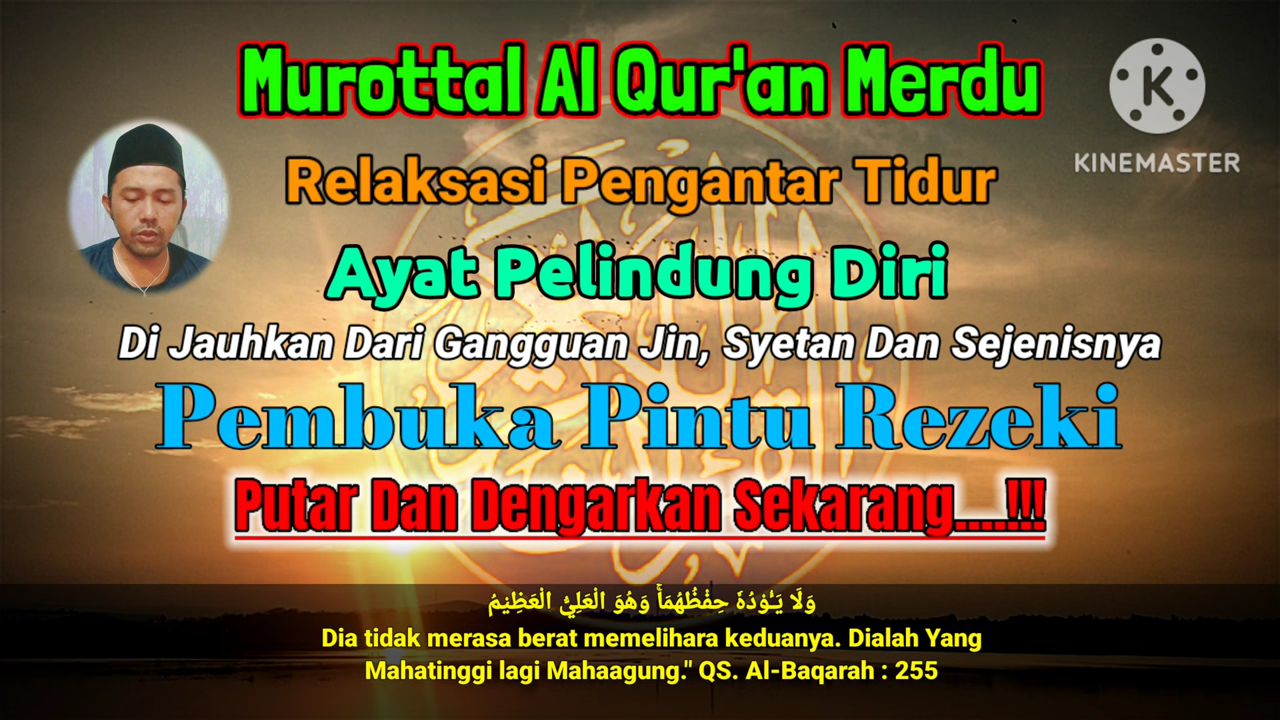 Murottal Al Qur'an Merdu
K
KINEMASTER
Relaksasi Pengantar Tidur
Ayat Pelindung Diri
Di Jauhkan Dari Gangguan Jin, Syetan Dan Sejenisnya
Pembuka Pintu Rezeki
Putar Dan Dengarkan Sekarang....!!!
وَلَا يَـُٔوْدُهٗ حِفْظُهُمَاۚ وَهُوَ الْعَلِيُّ الْعَظِيْمُ
Dia tidak merasa berat memelihara keduanya. Dialah Yang
Mahatinggi lagi Mahaagung." QS. Al-Baqarah : 255